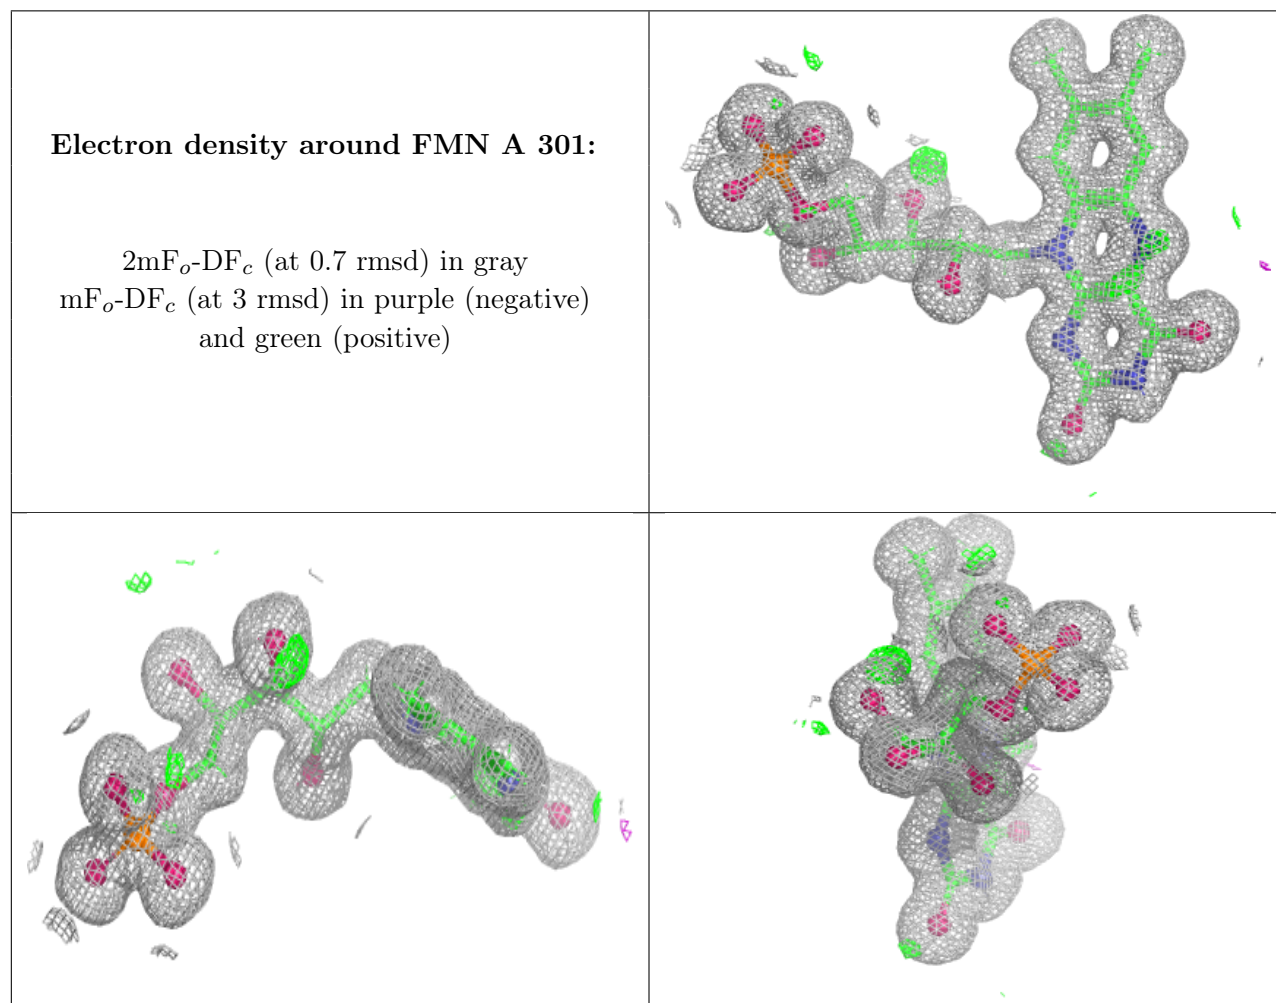 Electron density around FMN A 301:
2mFo-DFc (at 0.7 rmsd) in gray
mFo-DFc (at 3 rmsd) in purple (negative)
and green (positive)